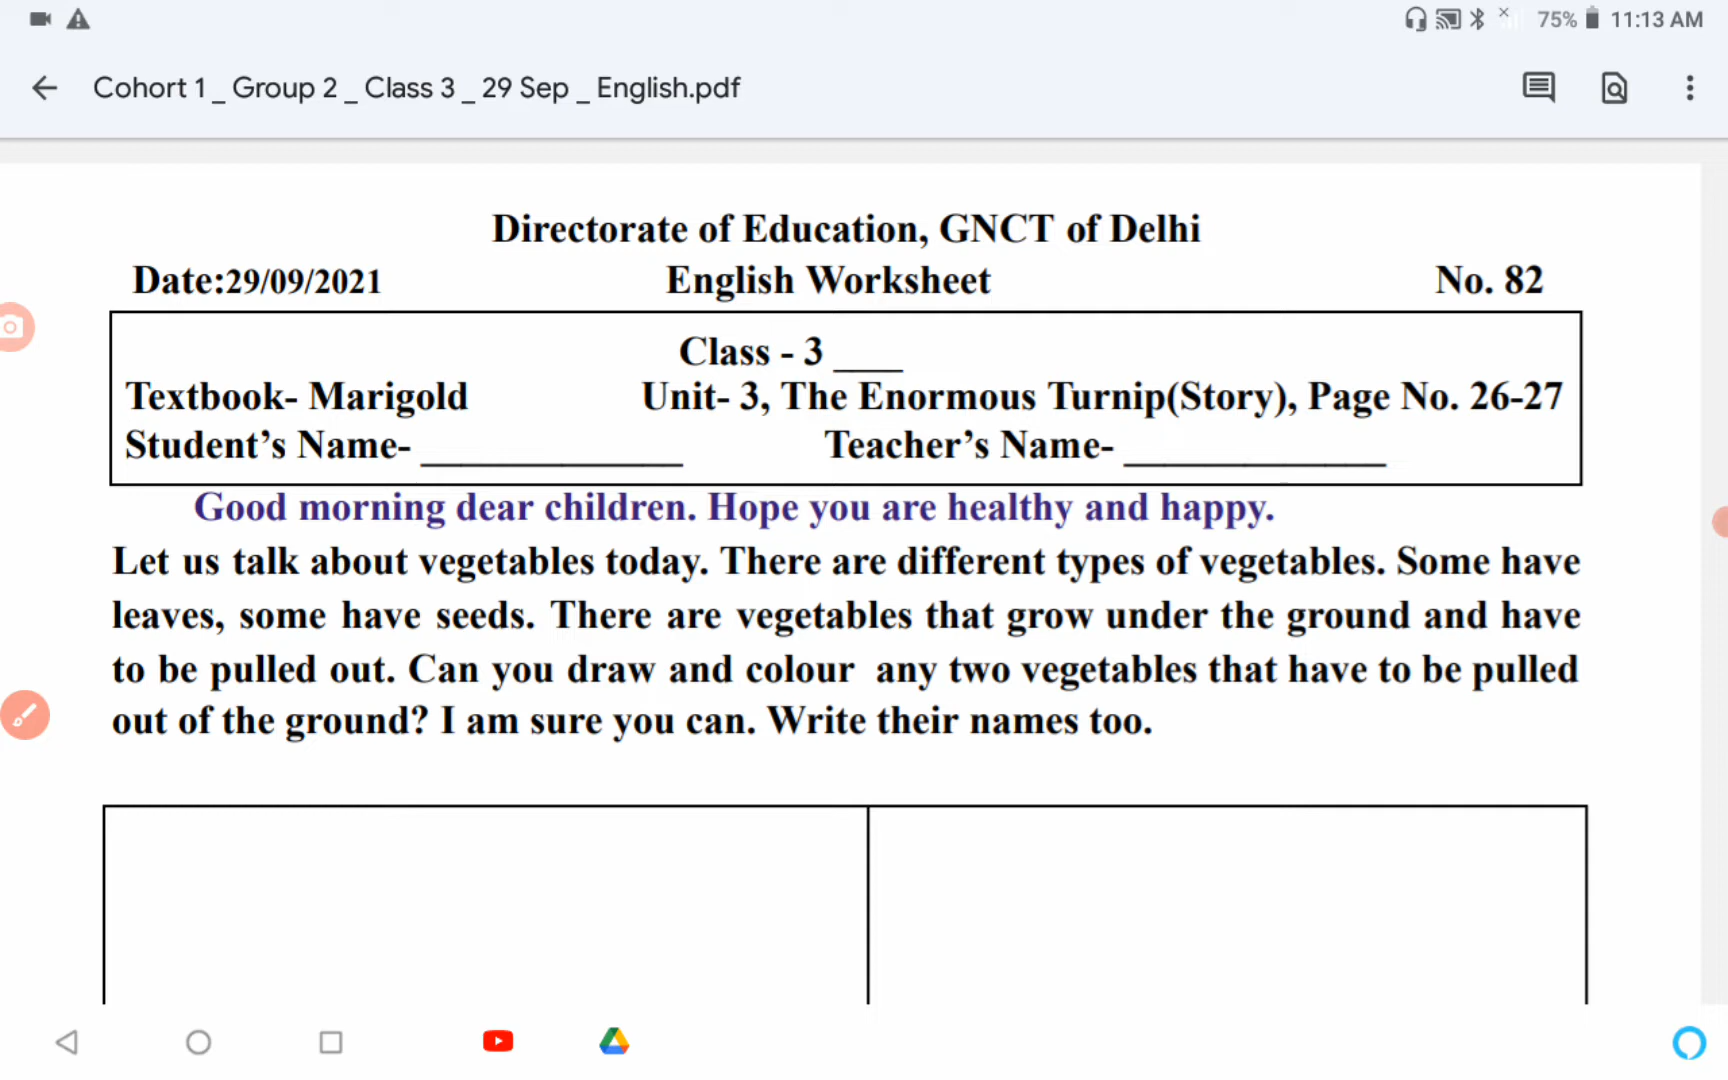 75% 11:13 AM
Cohort 1 _ Group 2 _ Class 3 _ 29 Sep _ English.pdf
Directorate of Education, GNCT of Delhi
Date:29/09/2021 English Worksheet No. 82
Class - 3 ___
Textbook- Marigold Unit- 3, The Enormous Turnip(Story), Page No. 26-27
Student’s Name- _____________ Teacher’s Name- _____________
Good morning dear children. Hope you are healthy and happy.
Let us talk about vegetables today. There are different types of vegetables. Some have
leaves, some have seeds. There are vegetables that grow under the ground and have
to be pulled out. Can you draw and colour any two vegetables that have to be pulled
out of the ground? I am sure you can. Write their names too.